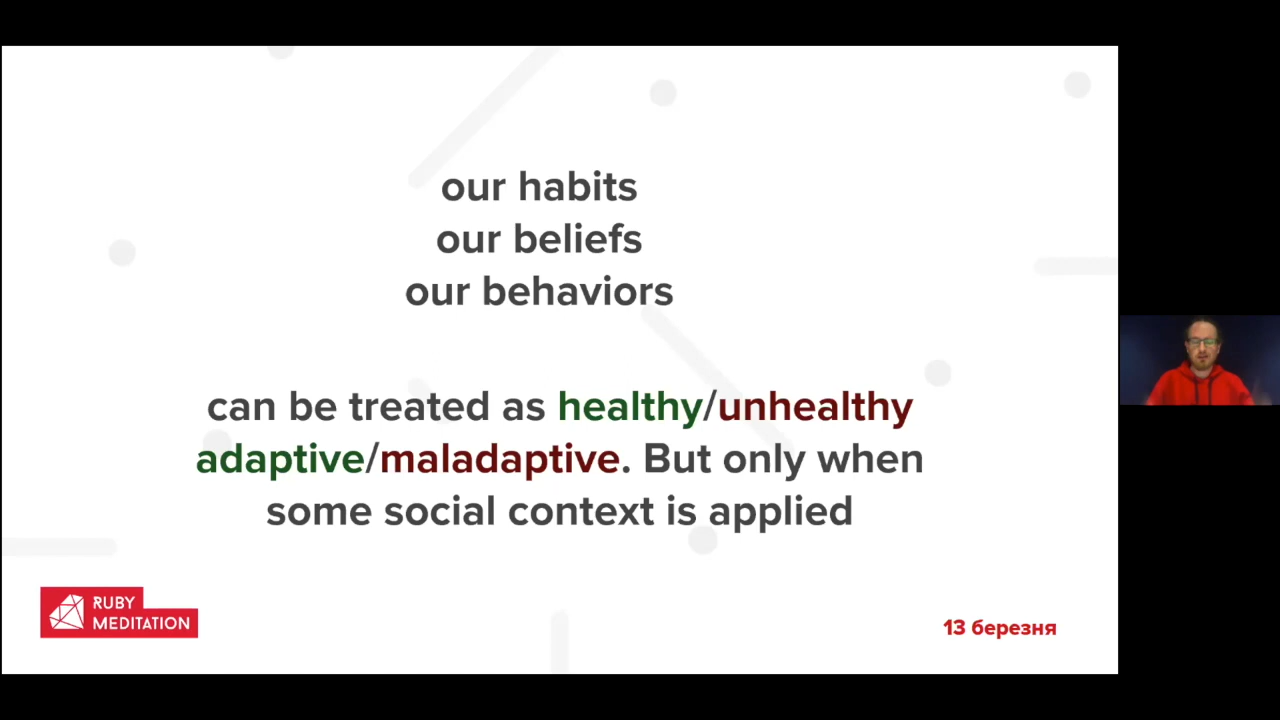 our habits
our beliefs
our behaviors
can be treated as healthy/unhealthy
adaptive/maladaptive. But only when
some social context is applied
RUBY
MEDITATION
13 березня